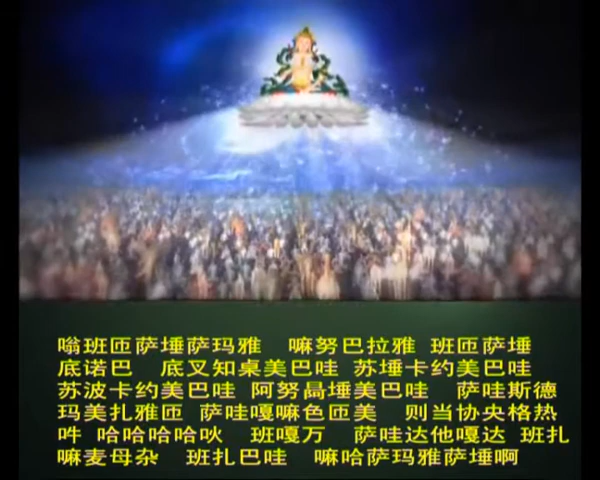 嗡班匝萨埵萨玛雅 嘛努巴拉雅 班匝萨埵
底诺巴 底叉知桌美巴哇 苏埵卡约美巴哇
苏波卡约美巴哇 阿努晶埵美巴哇 萨哇斯德
玛美扎雅匝 萨哇嘎嘛色匝美 则当协央格热
吽 哈哈哈哈伙 班嘎万 萨哇达他嘎达 班扎
嘛麦母杂 班扎巴哇 嘛哈萨玛雅萨埵啊